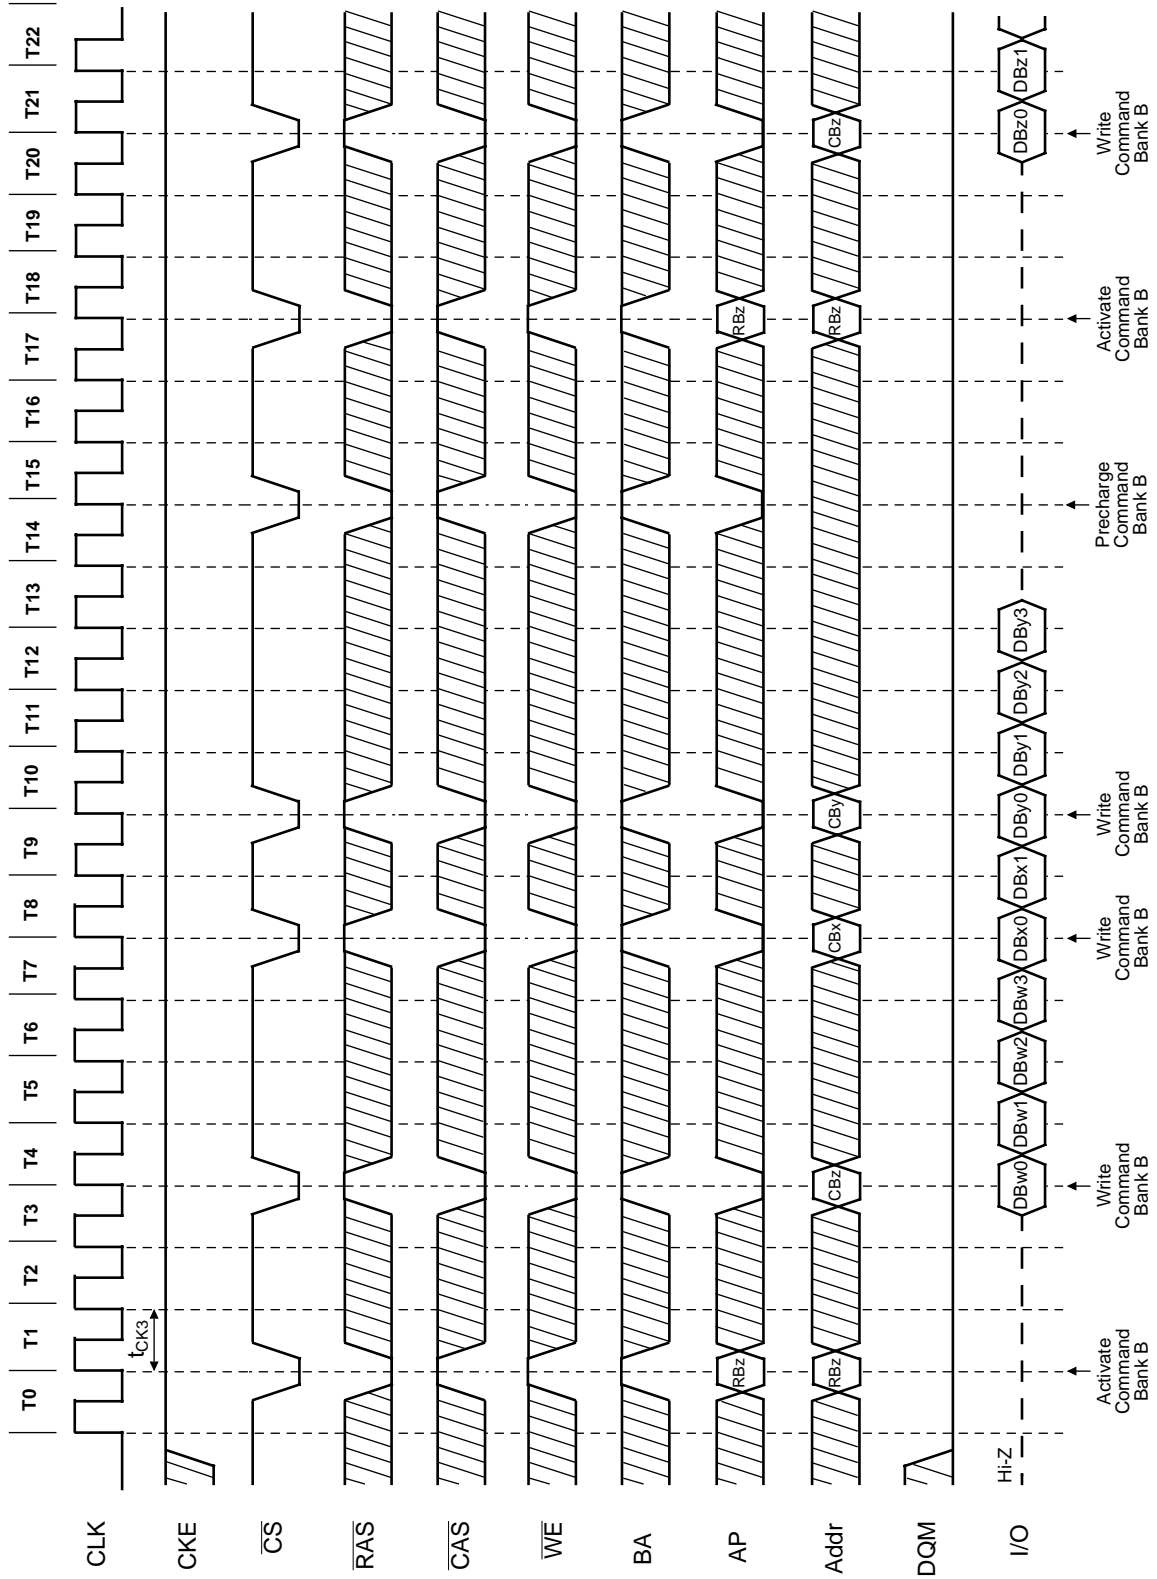 T0 T1 T2 T3 T4 T5 T6 T7 T8 T9 T10 T11 T12 T13 T14 T15 T16 T17 T18 T19 T20 T21 T22
CLK
tCK3
CKE
CS
RAS
CAS
WE
BA
AP
RBz RBz
Addr
RBz CBz CBx CBy RBz CBz
DQM
I/O
Hi-Z
DBw0 DBw1 DBw2 DBw3 DBx0 DBx1 DBy0 DBy1 DBy2 DBy3 DBz0 DBz1
Activate
Command
Bank B
Write
Command
Bank B
Write
Command
Bank B
Write
Command
Bank B
Precharge
Command
Bank B
Activate
Command
Bank B
Write
Command
Bank B